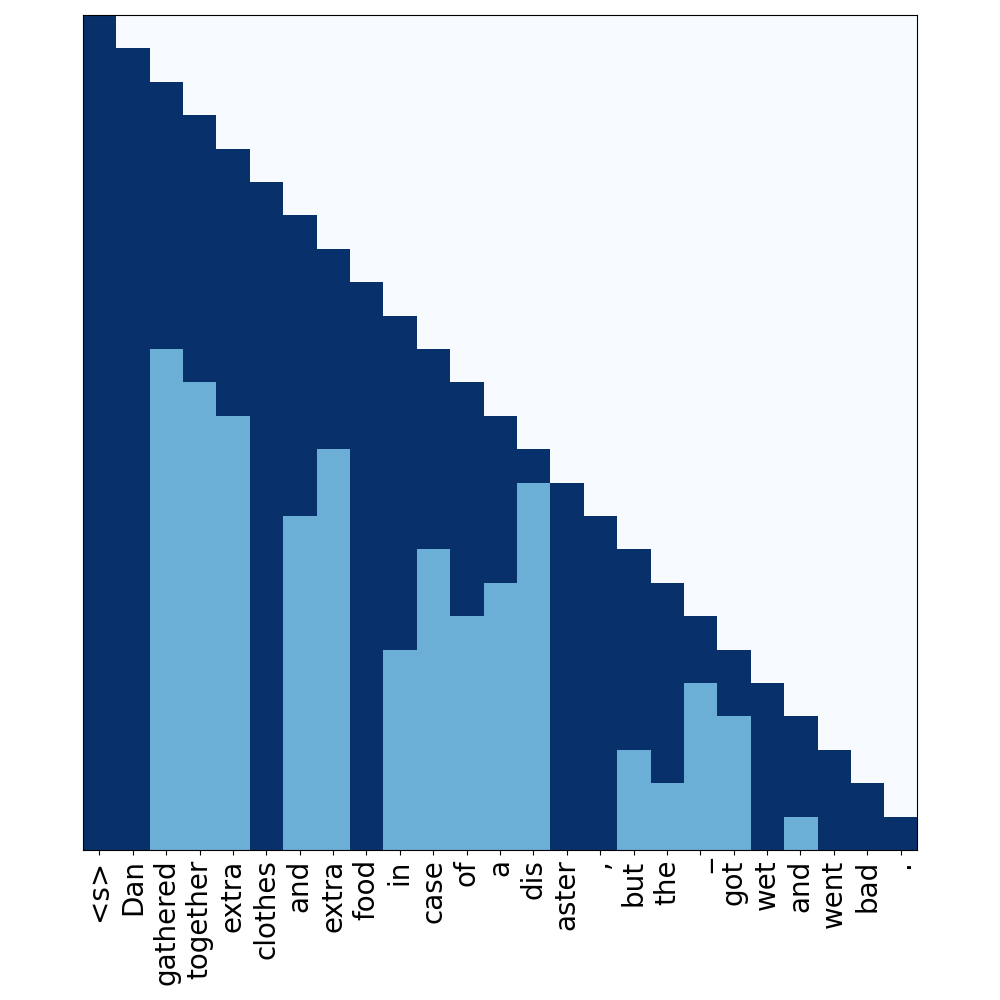 <s> Dan gathered together extra clothes and extra food in case of a dis aster , but the _ got wet and went bad .